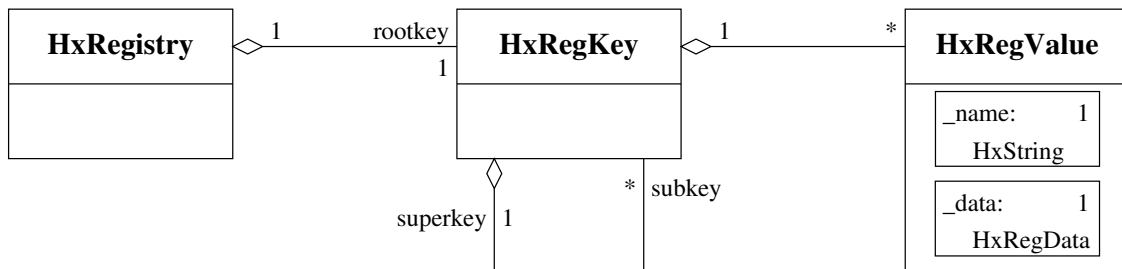 HxRegistry
1
rootkey
1
HxRegKey
1
*
HxRegValue
_name: 1
HxString
_data: 1
HxRegData
superkey
1
*
subkey